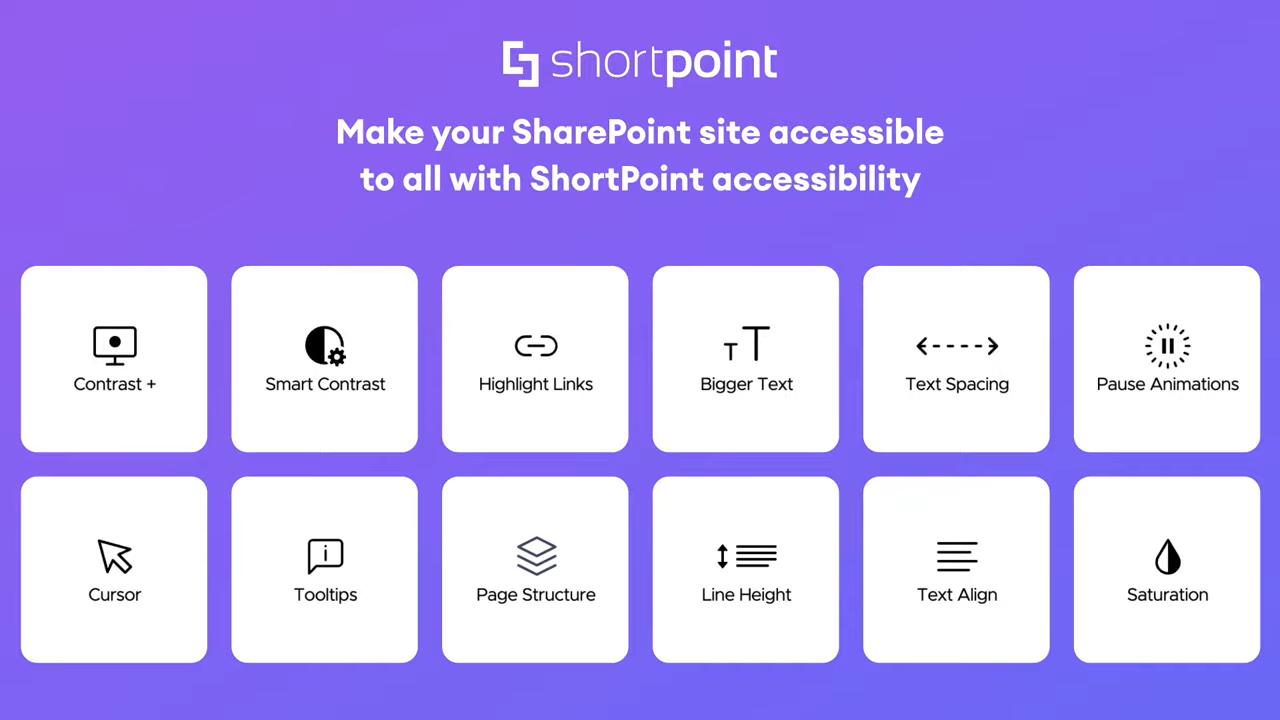 shortpoint
Make your SharePoint site accessible
to all with ShortPoint accessibility
Contrast +
Smart Contrast
Highlight Links
Bigger Text
Text Spacing
Pause Animations
Cursor
Tooltips
Page Structure
Line Height
Text Align
Saturation